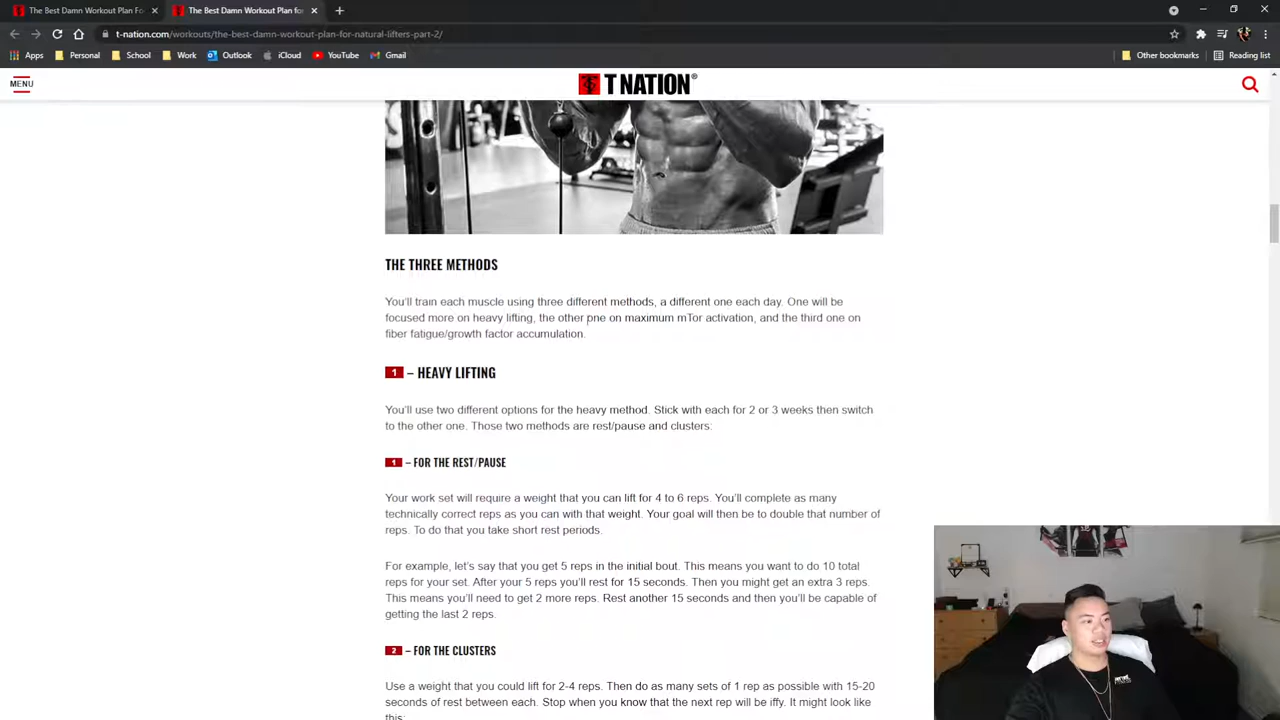 The Best Damn Workout Plan Fo
The Best Damn Workout Plan for
t-nation.com/workouts/the-best-damn-workout-plan-for-natural-lifters-part-2/
Apps
Personal
School
Work
Outlook
iCloud
YouTube
Gmail
Other bookmarks
Reading list
MENU
T NATION®
THE THREE METHODS
You'll train each muscle using three different methods, a different one each day. One will be
focused more on heavy lifting, the other pne on maximum mTor activation, and the third one on
fiber fatigue/growth factor accumulation.
1 – HEAVY LIFTING
You'll use two different options for the heavy method. Stick with each for 2 or 3 weeks then switch
to the other one. Those two methods are rest/pause and clusters:
1 – FOR THE REST/PAUSE
Your work set will require a weight that you can lift for 4 to 6 reps. You'll complete as many
technically correct reps as you can with that weight. Your goal will then be to double that number of
reps. To do that you take short rest periods.
For example, let's say that you get 5 reps in the initial bout. This means you want to do 10 total
reps for your set. After your 5 reps you'll rest for 15 seconds. Then you might get an extra 3 reps.
This means you'll need to get 2 more reps. Rest another 15 seconds and then you'll be capable of
getting the last 2 reps.
2 – FOR THE CLUSTERS
Use a weight that you could lift for 2-4 reps. Then do as many sets of 1 rep as possible with 15-20
seconds of rest between each. Stop when you know that the next rep will be iffy. It might look like
this: